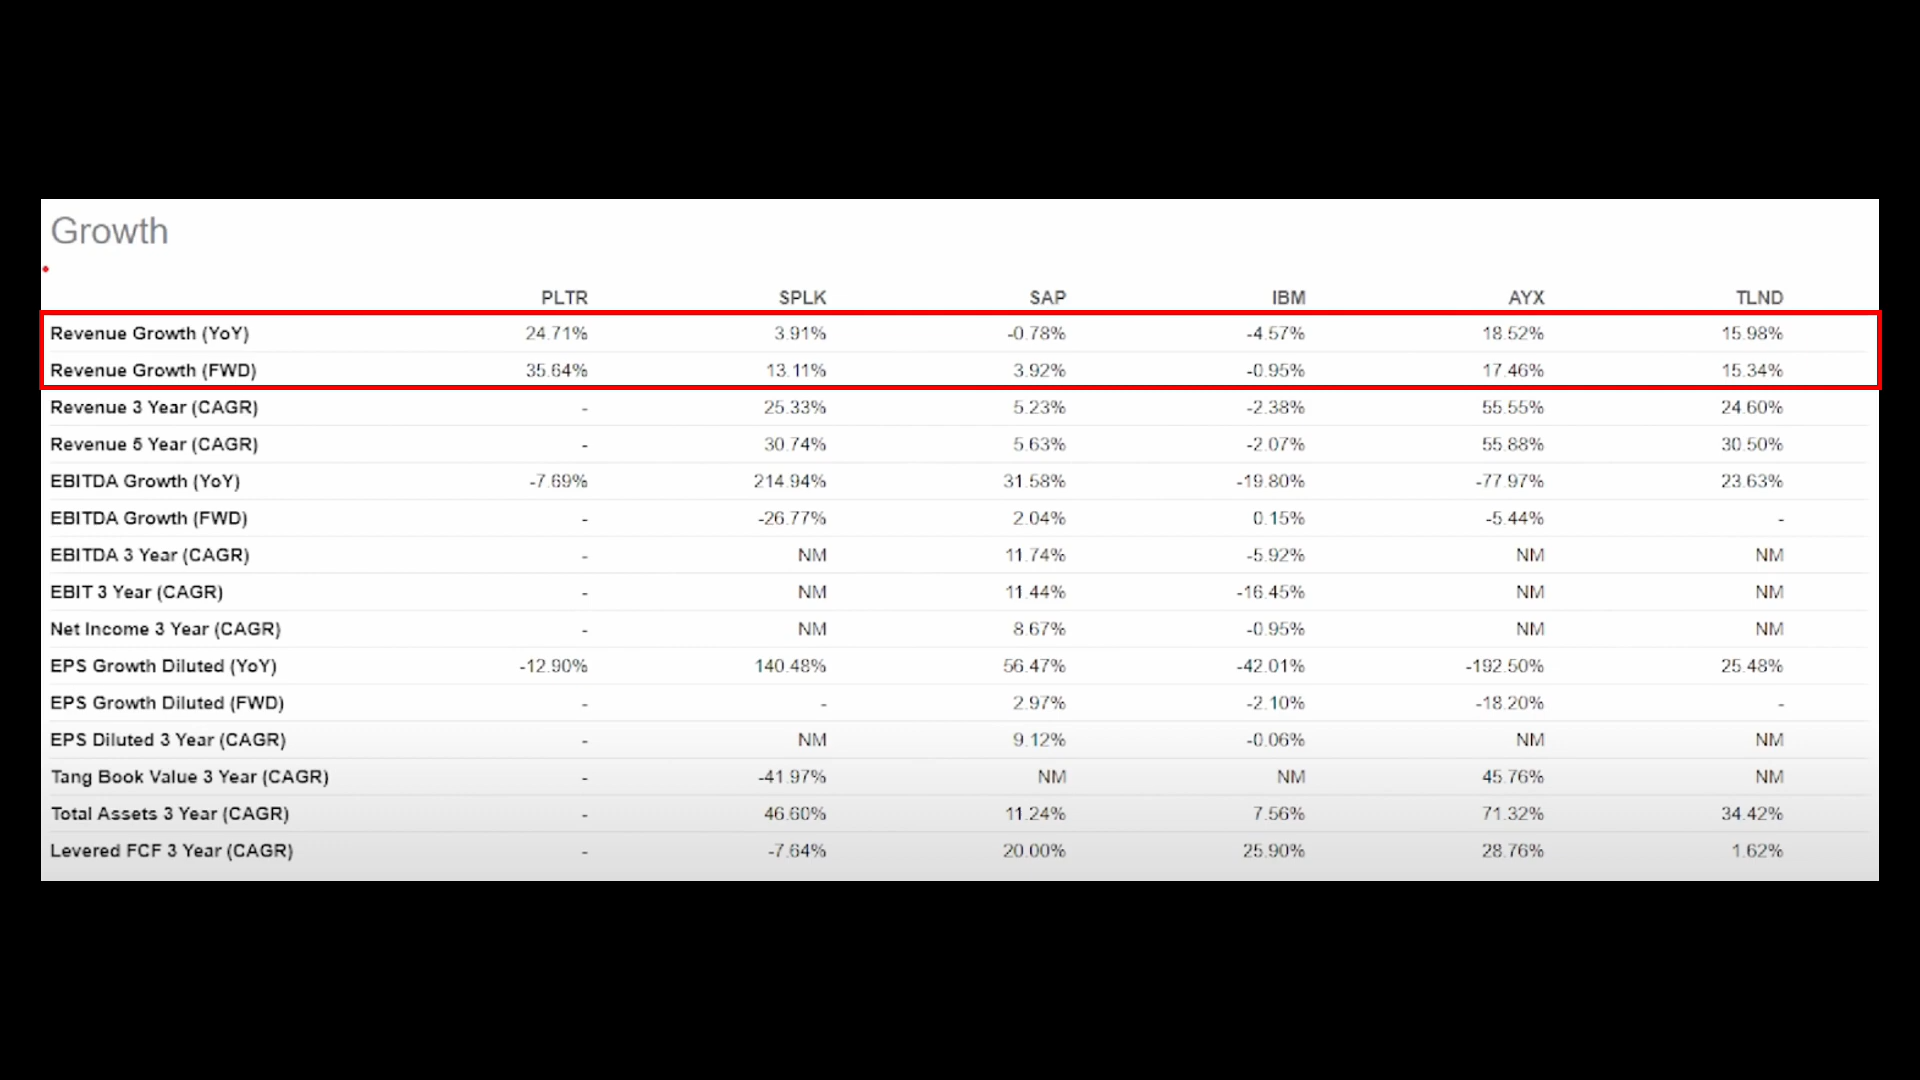 Growth
PLTR SPLK SAP IBM AYX TLND
Revenue Growth (YoY) 24.71% 3.91% -0.78% -4.57% 18.52% 15.98%
Revenue Growth (FWD) 35.64% 13.11% 3.92% -0.95% 17.46% 15.34%
Revenue 3 Year (CAGR) - 25.33% 5.23% -2.38% 55.55% 24.60%
Revenue 5 Year (CAGR) - 30.74% 5.63% -2.07% 55.88% 30.50%
EBITDA Growth (YoY) -7.69% 214.94% 31.58% -19.80% -77.97% 23.63%
EBITDA Growth (FWD) - -26.77% 2.04% 0.15% -5.44% -
EBITDA 3 Year (CAGR) - NM 11.74% -5.92% NM NM
EBIT 3 Year (CAGR) - NM 11.44% -16.45% NM NM
Net Income 3 Year (CAGR) - NM 8.67% -0.95% NM NM
EPS Growth Diluted (YoY) -12.90% 140.48% 56.47% -42.01% -192.50% 25.48%
EPS Growth Diluted (FWD) - - 2.97% -2.10% -18.20% -
EPS Diluted 3 Year (CAGR) - NM 9.12% -0.06% NM NM
Tang Book Value 3 Year (CAGR) - -41.97% NM NM 45.76% NM
Total Assets 3 Year (CAGR) - 46.60% 11.24% 7.56% 71.32% 34.42%
Levered FCF 3 Year (CAGR) - -7.64% 20.00% 25.90% 28.76% 1.62%